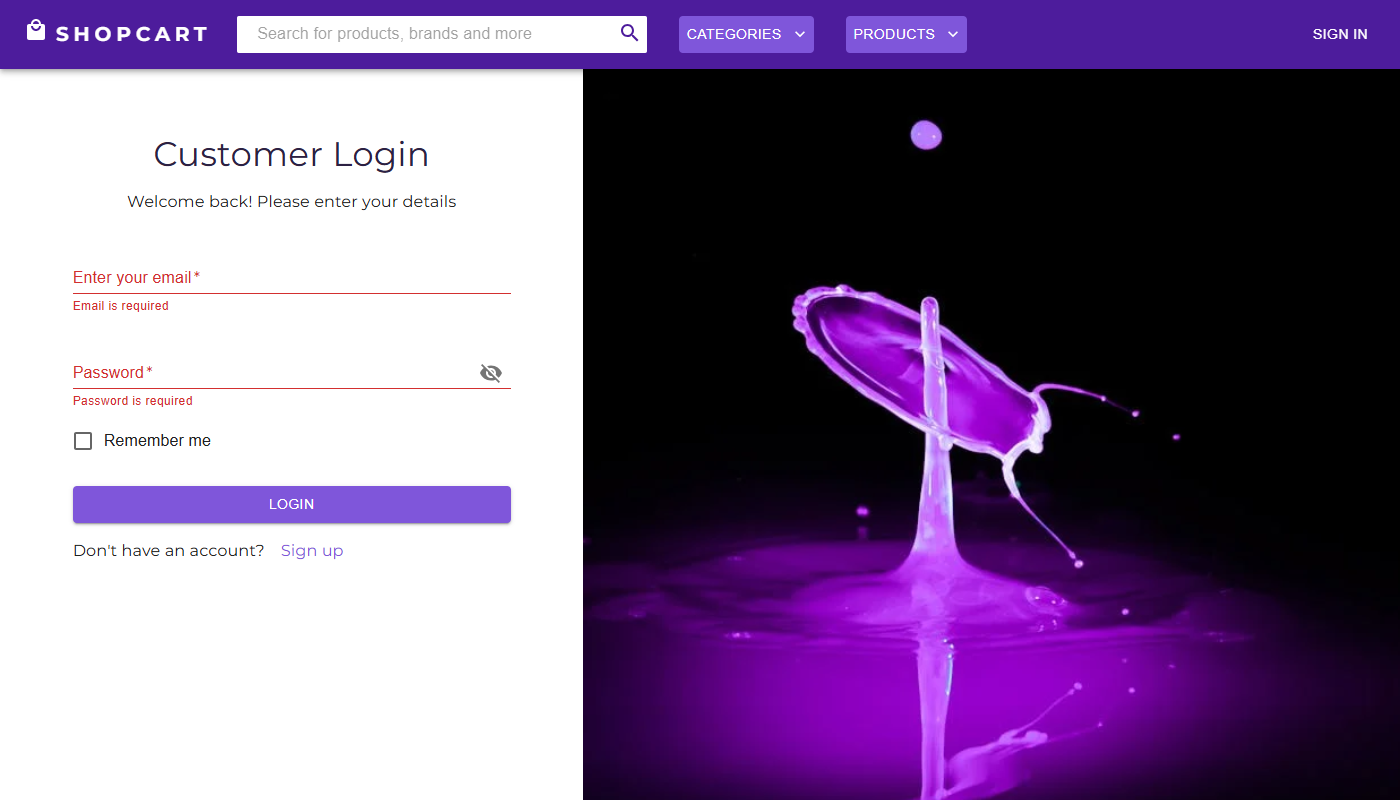 SHOPCART
Search for products, brands and more
CATEGORIES
PRODUCTS
SIGN IN
Customer Login
Welcome back! Please enter your details
Enter your email *
Email is required
Password *
Password is required
Remember me
LOGIN
Don't have an account? Sign up